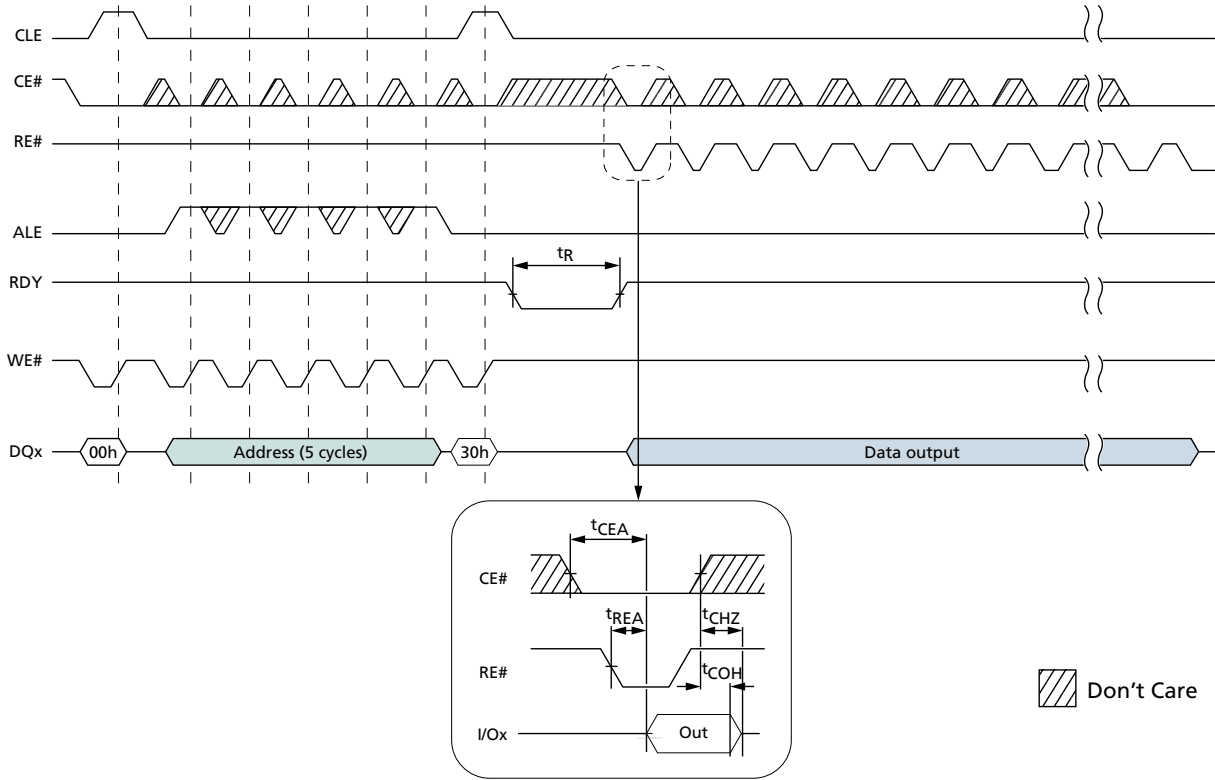 CLE
CE#
RE#
ALE
tR
RDY
WE#
DQx 00h Address (5 cycles) 30h Data output
tCEA
CE#
tREA tCHZ
RE# tCOH
I/Ox Out
Don't Care